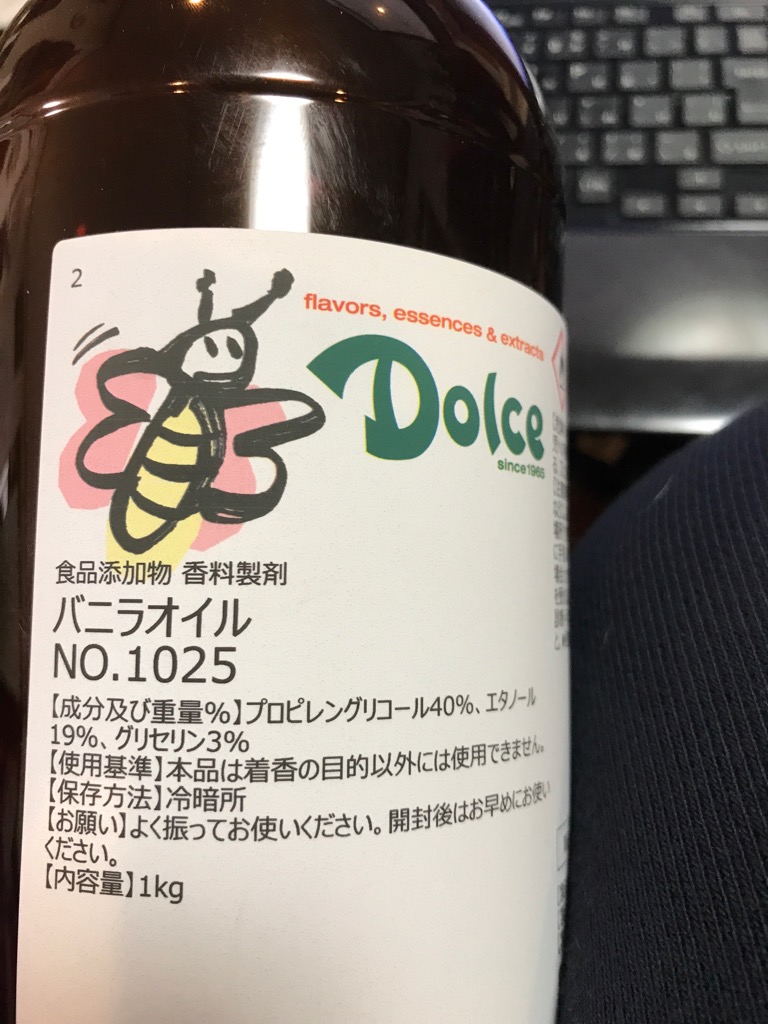 2
flavors, essences & extracts
Dolce
since1965
食品添加物 香料製剤
バニラオイル
NO.1025
【成分及び重量%】プロピレングリコール40%、エタノール
19%、グリセリン3%
【使用基準】本品は着香の目的以外には使用できません。
【保存方法】冷暗所
【お願い】よく振ってお使いください。開封後はお早めにお使い
ください。
【内容量】1kg